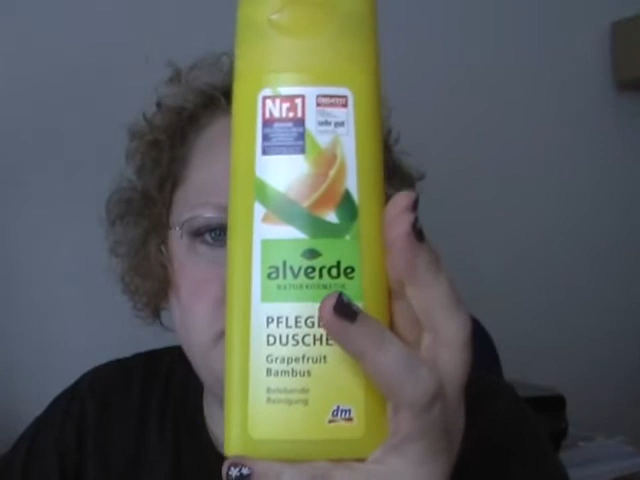 Nr.1
sehr gut
alverde
NATURKOSMETIK
PFLEGE
DUSCHE
Grapefruit
Bambus
Belebende
Reinigung
dm